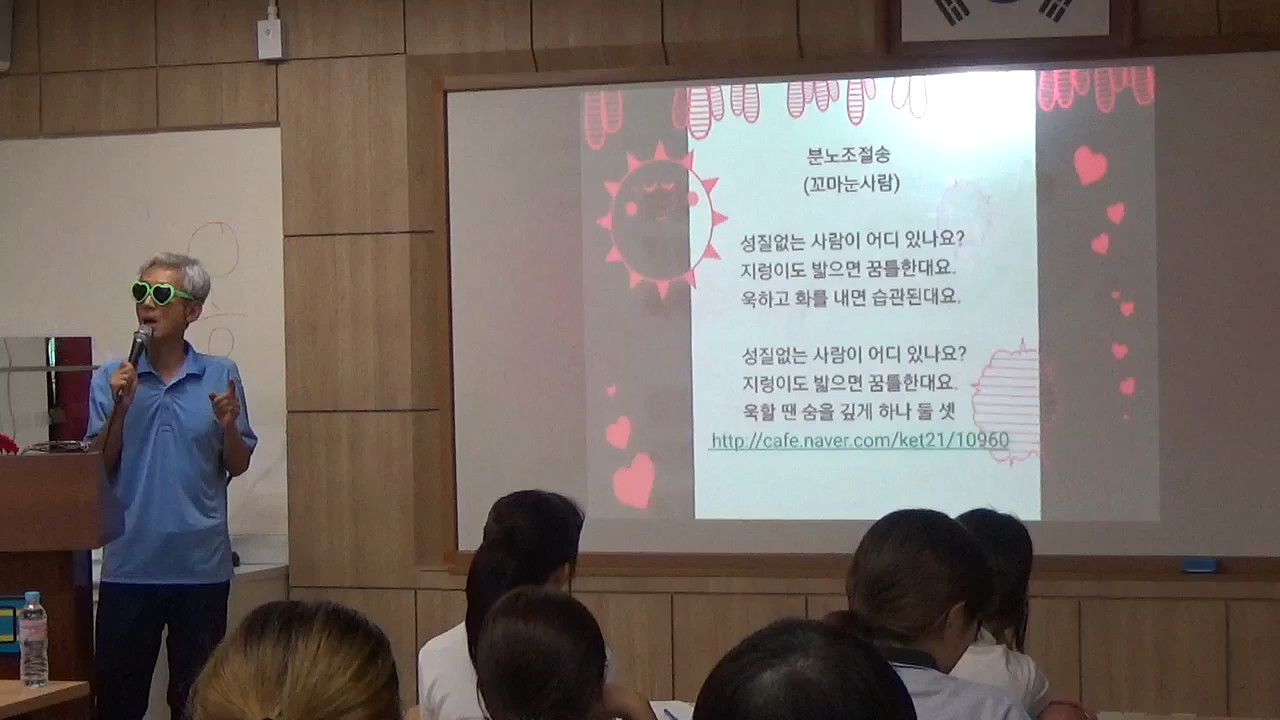 분노조절송
(꼬마눈사람)
성질없는 사람이 어디 있나요?
지렁이도 밟으면 꿈틀한대요.
욱하고 화를 내면 습관된대요.
성질없는 사람이 어디 있나요?
지렁이도 밟으면 꿈틀한대요.
욱할 땐 숨을 깊게 하나 둘 셋
http://cafe.naver.com/ket21/10960